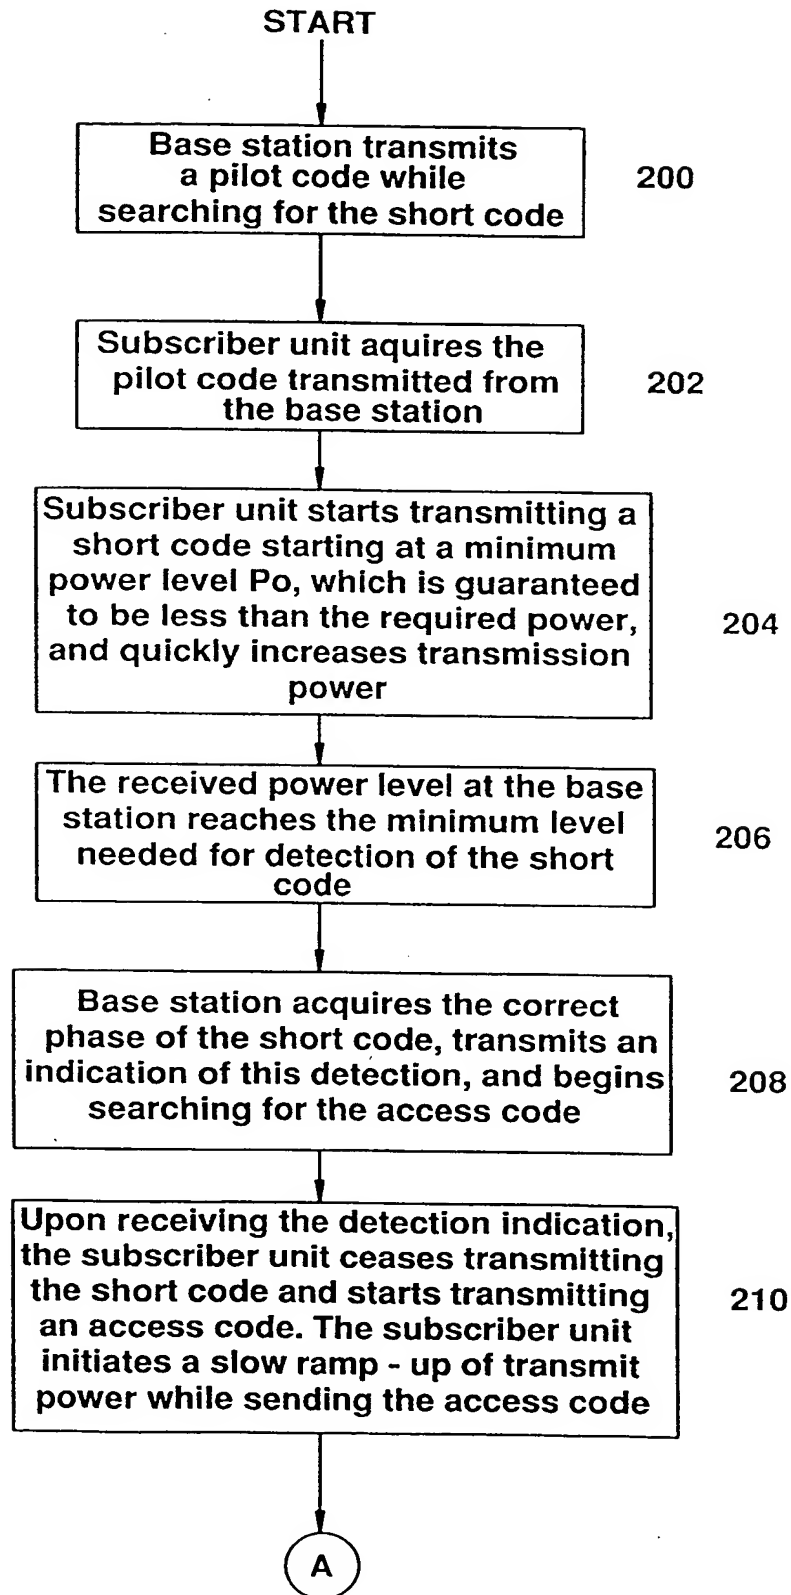 START
Base station transmits
a pilot code while
searching for the short code
200
Subscriber unit aquires the
pilot code transmitted from
the base station
202
Subscriber unit starts transmitting a
short code starting at a minimum
power level Po, which is guaranteed
to be less than the required power,
and quickly increases transmission
power
204
The received power level at the base
station reaches the minimum level
needed for detection of the short
code
206
Base station acquires the correct
phase of the short code, transmits an
indication of this detection, and begins
searching for the access code
208
Upon receiving the detection indication,
the subscriber unit ceases transmitting
the short code and starts transmitting
an access code. The subscriber unit
initiates a slow ramp - up of transmit
power while sending the access code
210
A